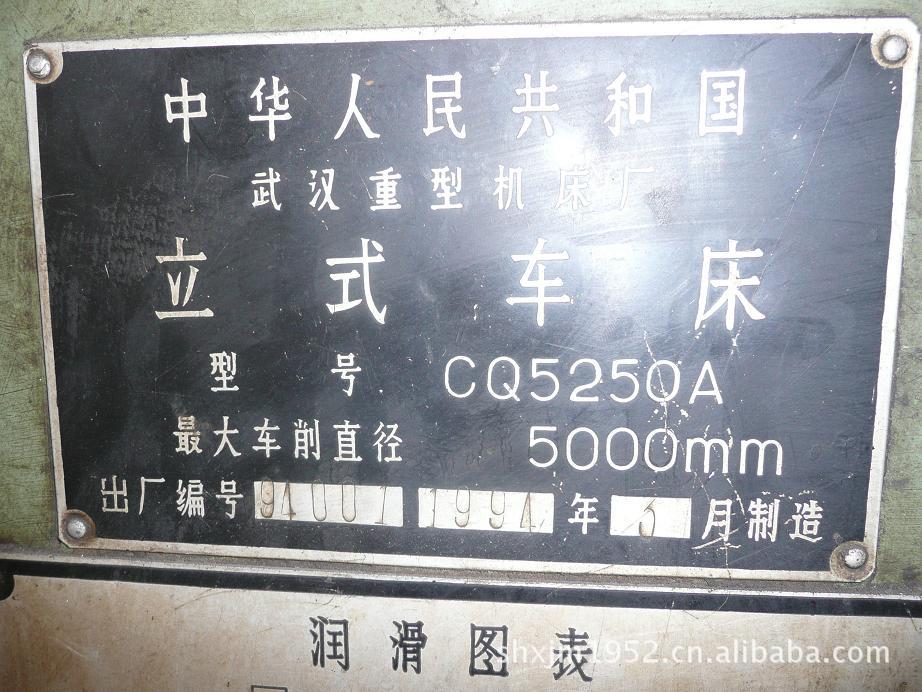 中华人民共和国
武汉重型机床厂
立式车床
型号 CQ5250A
最大车削直径 5000mm
出厂编号 94001 1994 年 5 月制造
润滑图表
shxjm1952.cn.alibaba.com